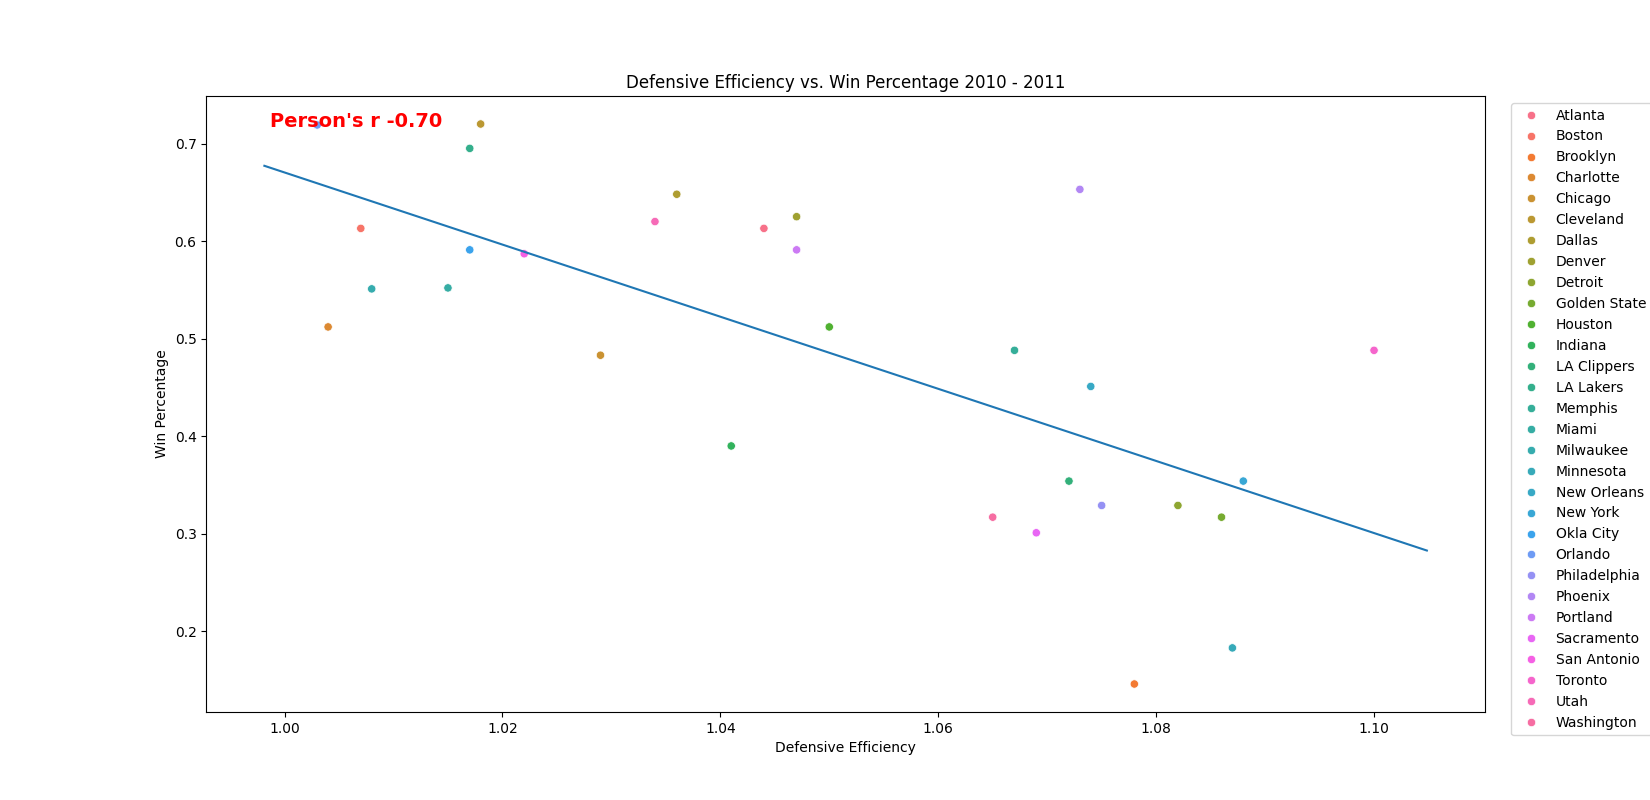 Defensive Efficiency vs. Win Percentage 2010 - 2011
Person's r -0.70
Win Percentage
0.7
0.6
0.5
0.4
0.3
0.2
1.00 1.02 1.04 1.06 1.08 1.10
Defensive Efficiency
Atlanta
Boston
Brooklyn
Charlotte
Chicago
Cleveland
Dallas
Denver
Detroit
Golden State
Houston
Indiana
LA Clippers
LA Lakers
Memphis
Miami
Milwaukee
Minnesota
New Orleans
New York
Okla City
Orlando
Philadelphia
Phoenix
Portland
Sacramento
San Antonio
Toronto
Utah
Washington